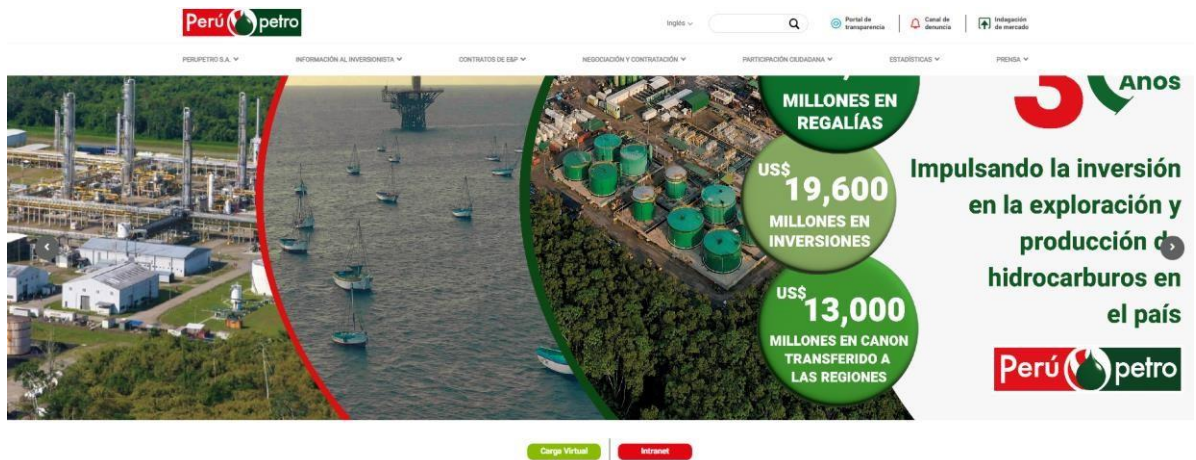 Perú petro
Inglés
Portal de
transparencia
Canal de
denuncia
Indagación
de mercado
PERUPETRO S.A.
INFORMACIÓN AL INVERSIONISTA
CONTRATOS DE E&P
NEGOCIACIÓN Y CONTRATACIÓN
PARTICIPACIÓN CIUDADANA
ESTADÍSTICAS
PRENSA
MILLONES EN
REGALÍAS
US$
19,600
MILLONES EN
INVERSIONES
US$
13,000
MILLONES EN CANON
TRANSFERIDO A
LAS REGIONES
Años
Impulsando la inversión
en la exploración y
producción
hidrocarburos en
el país
Perú petro
Carga Virtual
Intranet